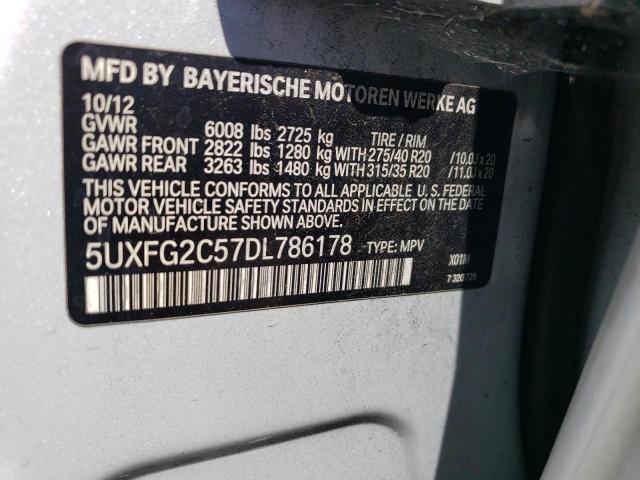 MFD BY BAYERISCHE MOTOREN WERKE AG
10/12
GVWR 6008 lbs 2725 kg TIRE / RIM
GAWR FRONT 2822 lbs 1280 kg WITH 275/40 R20 /10.0J x 20
GAWR REAR 3263 lbs 1480 kg WITH 315/35 R20 /11.0J x 20
THIS VEHICLE CONFORMS TO ALL APPLICABLE U. S. FEDERAL
MOTOR VEHICLE SAFETY STANDARDS IN EFFECT ON THE DATE
OF MANUFACTURE SHOWN ABOVE.
5UXFG2C57DL786178 TYPE: MPV X01M
7 320 729